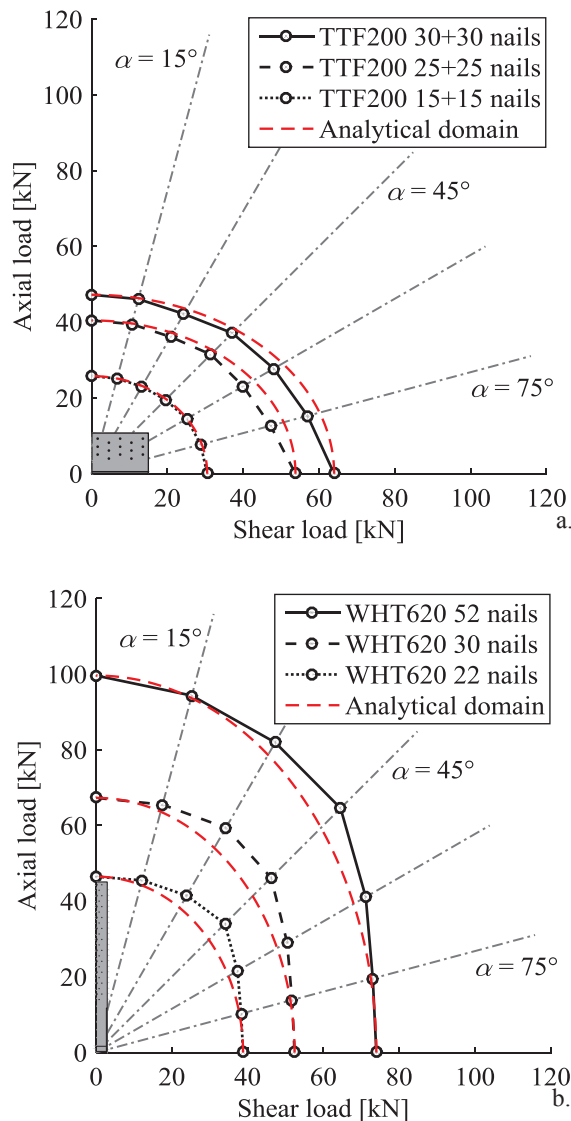 120
100
80
60
40
20
0
Axial load [kN]
α = 15°
TTF200 30+30 nails
TTF200 25+25 nails
TTF200 15+15 nails
Analytical domain
α = 45°
α = 75°
0 20 40 60 80 100 120
Shear load [kN]
a.
120
100
80
60
40
20
0
Axial load [kN]
α = 15°
WHT620 52 nails
WHT620 30 nails
WHT620 22 nails
Analytical domain
α = 45°
α = 75°
0 20 40 60 80 100 120
Shear load [kN]
b.